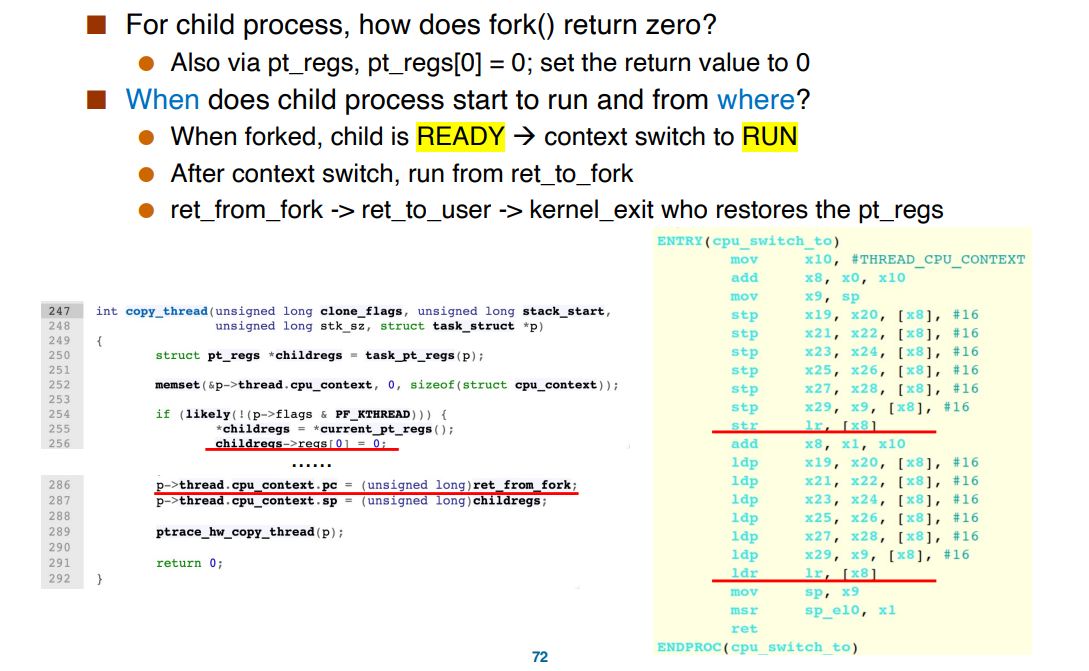 For child process, how does fork() return zero?
Also via pt_regs, pt_regs[0] = 0; set the return value to 0
When does child process start to run and from where?
When forked, child is READY → context switch to RUN
After context switch, run from ret_to_fork
ret_from_fork -> ret_to_user -> kernel_exit who restores the pt_regs
247 int copy_thread(unsigned long clone_flags, unsigned long stack_start,
248 unsigned long stk_sz, struct task_struct *p)
249 {
250 struct pt_regs *childregs = task_pt_regs(p);
251
252 memset(&p->thread.cpu_context, 0, sizeof(struct cpu_context));
253
254 if (likely(!(p->flags & PF_KTHREAD))) {
255 *childregs = *current_pt_regs();
256 childregs->regs[0] = 0;
......
286 p->thread.cpu_context.pc = (unsigned long)ret_from_fork;
287 p->thread.cpu_context.sp = (unsigned long)childregs;
288
289 ptrace_hw_copy_thread(p);
290
291 return 0;
292 }
ENTRY(cpu_switch_to)
mov x10, #THREAD_CPU_CONTEXT
add x8, x0, x10
mov x9, sp
stp x19, x20, [x8], #16
stp x21, x22, [x8], #16
stp x23, x24, [x8], #16
stp x25, x26, [x8], #16
stp x27, x28, [x8], #16
stp x29, x9, [x8], #16
str lr, [x8]
add x8, x1, x10
ldp x19, x20, [x8], #16
ldp x21, x22, [x8], #16
ldp x23, x24, [x8], #16
ldp x25, x26, [x8], #16
ldp x27, x28, [x8], #16
ldp x29, x9, [x8], #16
ldr lr, [x8]
mov sp, x9
msr sp_el0, x1
ret
ENDPROC(cpu_switch_to)
72